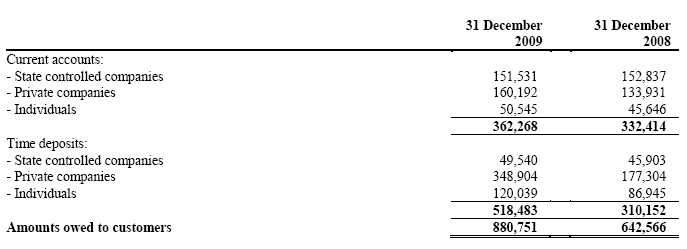 31 December 31 December
2009 2008
Current accounts:
- State controlled companies 151,531 152,837
- Private companies 160,192 133,931
- Individuals 50,545 45,646
362,268 332,414
Time deposits:
- State controlled companies 49,540 45,903
- Private companies 348,904 177,304
- Individuals 120,039 86,945
518,483 310,152
Amounts owed to customers 880,751 642,566